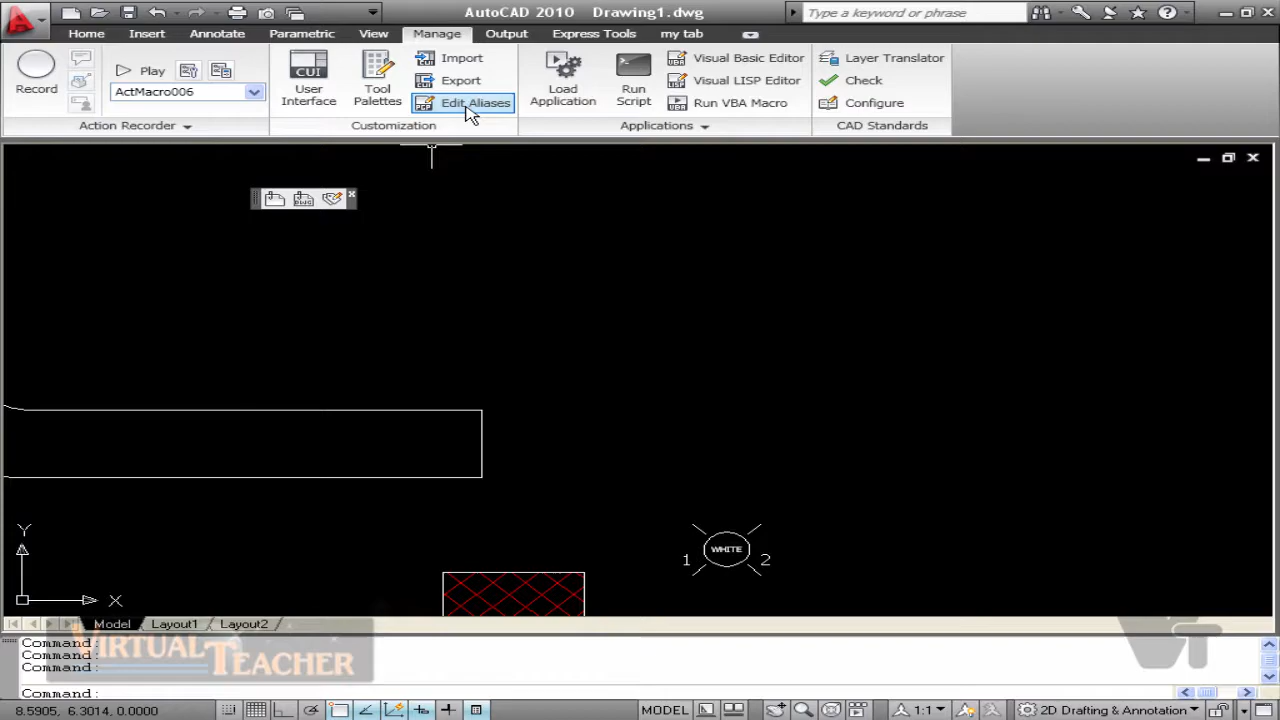 AutoCAD 2010 Drawing1.dwg
Type a keyword or phrase
Home Insert Annotate Parametric View Manage Output Express Tools my tab
Record
Play
ActMacro006
Action Recorder
CUI
User Interface
Tool Palettes
Import
Export
Edit Aliases
Customization
Load Application
Run Script
Visual Basic Editor
Visual LISP Editor
Run VBA Macro
Applications
Layer Translator
Check
Configure
CAD Standards
1 WHITE 2
Y
X
Model Layout1 Layout2
Command:
Command:
Command:
Command:
VIRTUAL
TEACHER
VT
8.5905, 6.3014, 0.0000
MODEL
1:1
2D Drafting & Annotation